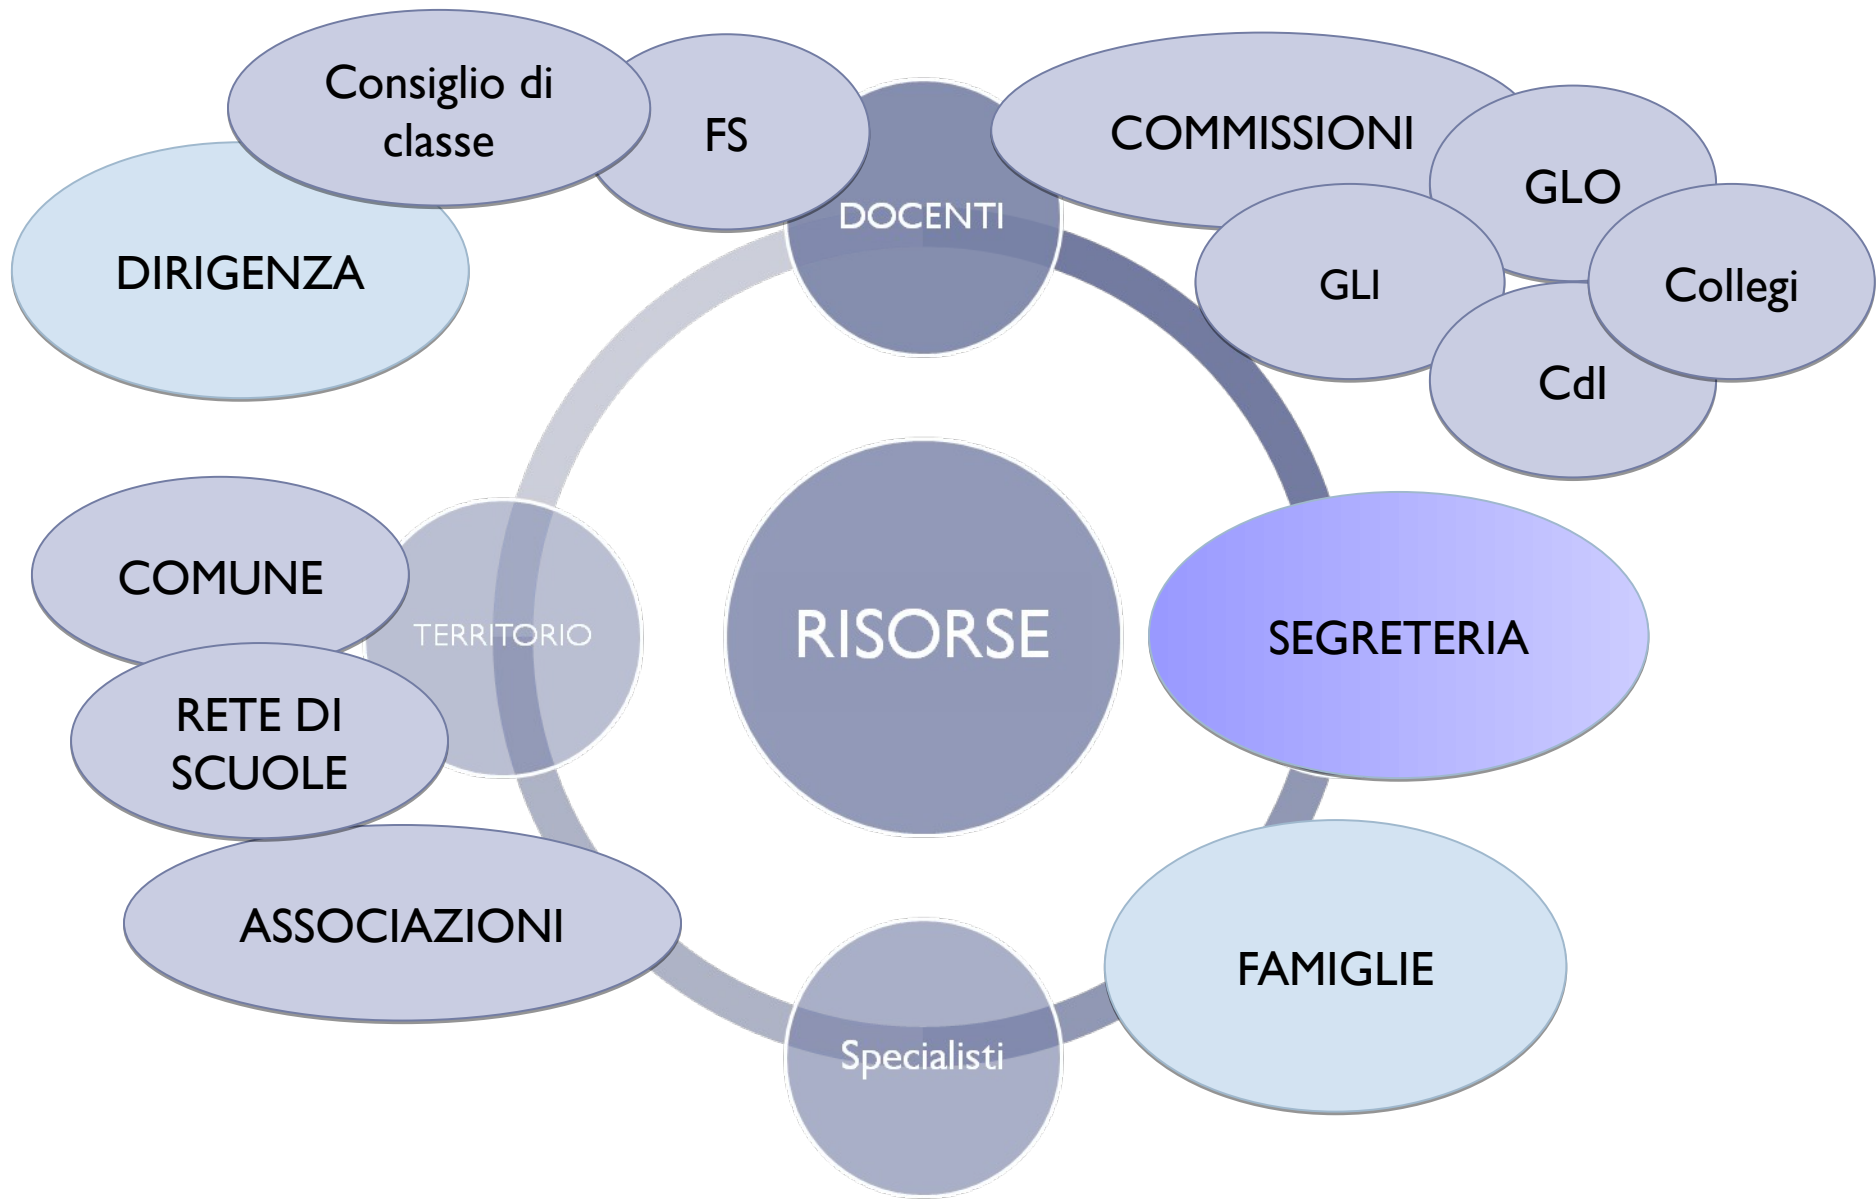 Consiglio di
classe
FS
COMMISSIONI
GLO
DOCENTI
DIRIGENZA
GLI
Collegi
CdI
COMUNE
TERRITORIO
RISORSE
SEGRETERIA
RETE DI
SCUOLE
ASSOCIAZIONI
FAMIGLIE
Specialisti